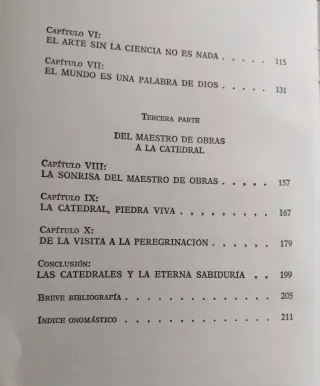 Capítulo VI:
EL ARTE SIN LA CIENCIA NO ES NADA . . . . . 115
Capítulo VII:
EL MUNDO ES UNA PALABRA DE DIOS . . . . . 131
Tercera parte
DEL MAESTRO DE OBRAS
A LA CATEDRAL
Capítulo VIII:
LA SONRISA DEL MAESTRO DE OBRAS . . . . . 157
Capítulo IX:
LA CATEDRAL, PIEDRA VIVA . . . . . . . . 167
Capítulo X:
DE LA VISITA A LA PEREGRINACIÓN . . . . . . 179
Conclusión:
LAS CATEDRALES Y LA ETERNA SABIDURÍA . . 199
Breve bibliografía . . . . . . . . . . . . 205
Índice onomástico . . . . . . . . . . . . 211